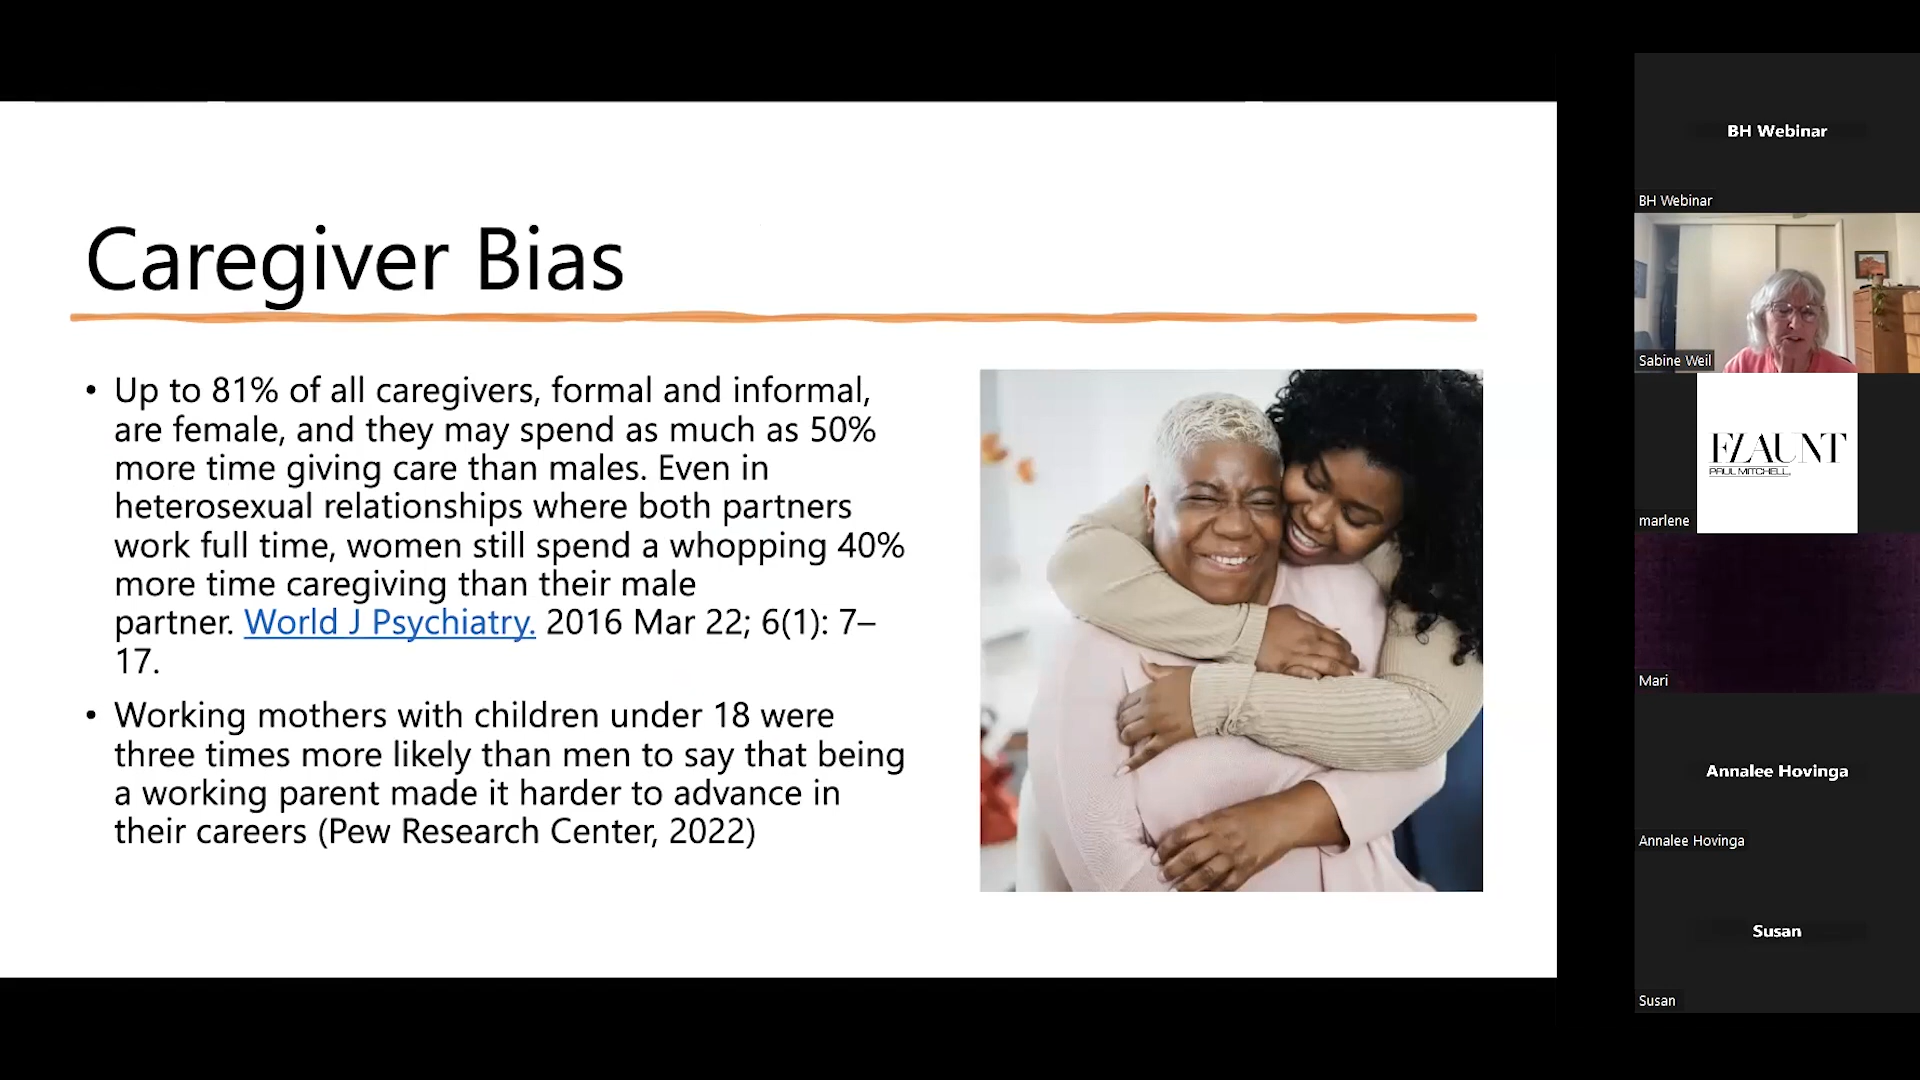 Caregiver Bias
• Up to 81% of all caregivers, formal and informal,
are female, and they may spend as much as 50%
more time giving care than males. Even in
heterosexual relationships where both partners
work full time, women still spend a whopping 40%
more time caregiving than their male
partner. World J Psychiatry. 2016 Mar 22; 6(1): 7–
17.
• Working mothers with children under 18 were
three times more likely than men to say that being
a working parent made it harder to advance in
their careers (Pew Research Center, 2022)
BH Webinar
BH Webinar
Sabine Weil
FLAUNT
PAUL MITCHELL
marlene
Mari
Annalee Hovinga
Annalee Hovinga
Susan
Susan